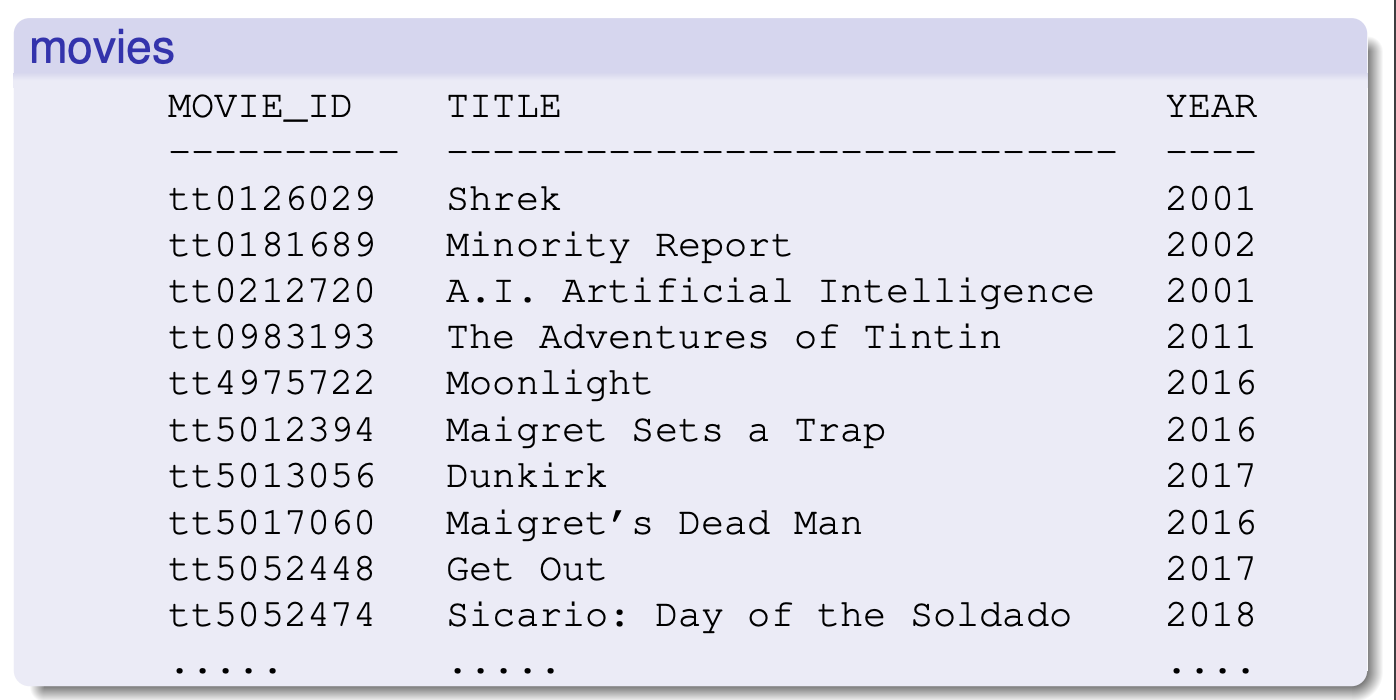 movies
MOVIE_ID TITLE YEAR
---------- ----------------------------- ----
tt0126029 Shrek 2001
tt0181689 Minority Report 2002
tt0212720 A.I. Artificial Intelligence 2001
tt0983193 The Adventures of Tintin 2011
tt4975722 Moonlight 2016
tt5012394 Maigret Sets a Trap 2016
tt5013056 Dunkirk 2017
tt5017060 Maigret’s Dead Man 2016
tt5052448 Get Out 2017
tt5052474 Sicario: Day of the Soldado 2018
..... ..... ....